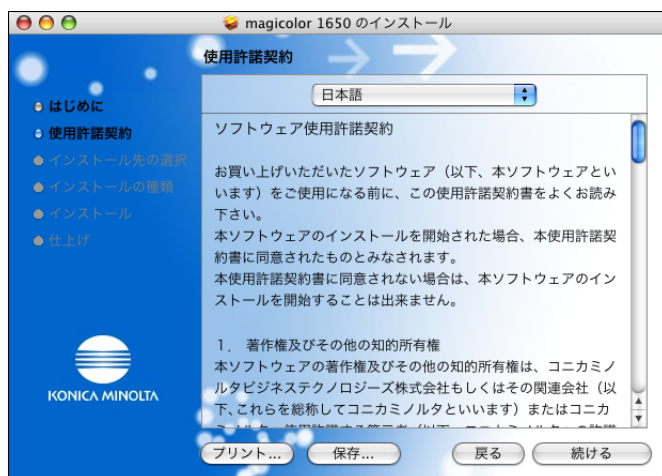 magicolor 1650 のインストール
使用許諾契約
はじめに
使用許諾契約
インストール先の選択
インストールの種類
インストール
仕上げ
KONICA MINOLTA
日本語
ソフトウェア使用許諾契約
お買い上げいただいたソフトウェア（以下、本ソフトウェアとい
います）をご使用になる前に、この使用許諾契約書をよくお読み
下さい。
本ソフトウェアのインストールを開始された場合、本使用許諾契
約書に同意されたものとみなされます。
本使用許諾契約書に同意されない場合は、本ソフトウェアのイン
ストールを開始することは出来ません。
１． 著作権及びその他の知的所有権
本ソフトウェアの著作権及びその他の知的所有権は、コニカミノ
ルタビジネステクノロジーズ株式会社もしくはその関連会社（以
下、これらを総称してコニカミノルタといいます）またはコニカ
プリント...
保存...
戻る
続ける